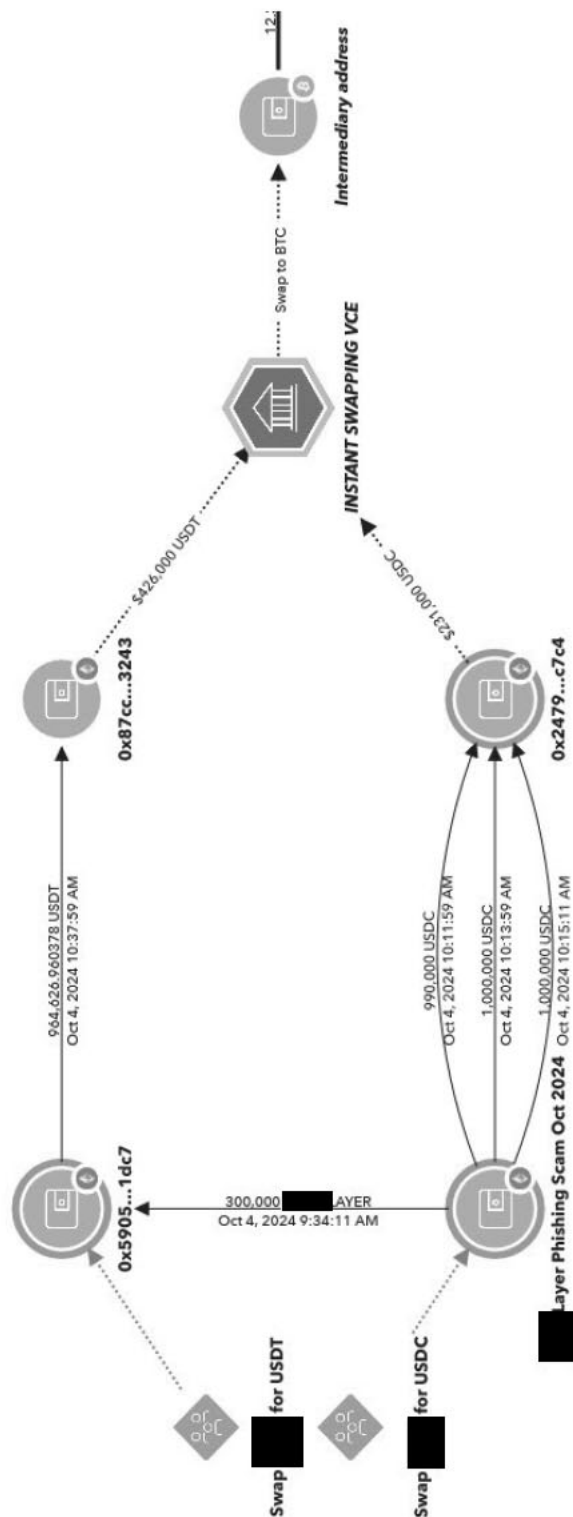 Swap for USDT
Swap for USDC
0x5905...1dc7
300,000 AYER
Oct 4, 2024 9:34:11 AM
Layer Phishing Scam Oct 2024
964,626.960378 USDT
Oct 4, 2024 10:37:59 AM
990,000 USDC
Oct 4, 2024 10:11:59 AM
1,000,000 USDC
Oct 4, 2024 10:13:59 AM
1,000,000 USDC
Oct 4, 2024 10:15:11 AM
0x87cc...3243
0x2479...c7c4
$426,000 USDT
$231,000 USDC
INSTANT SWAPPING VCE
Swap to BTC
Intermediary address